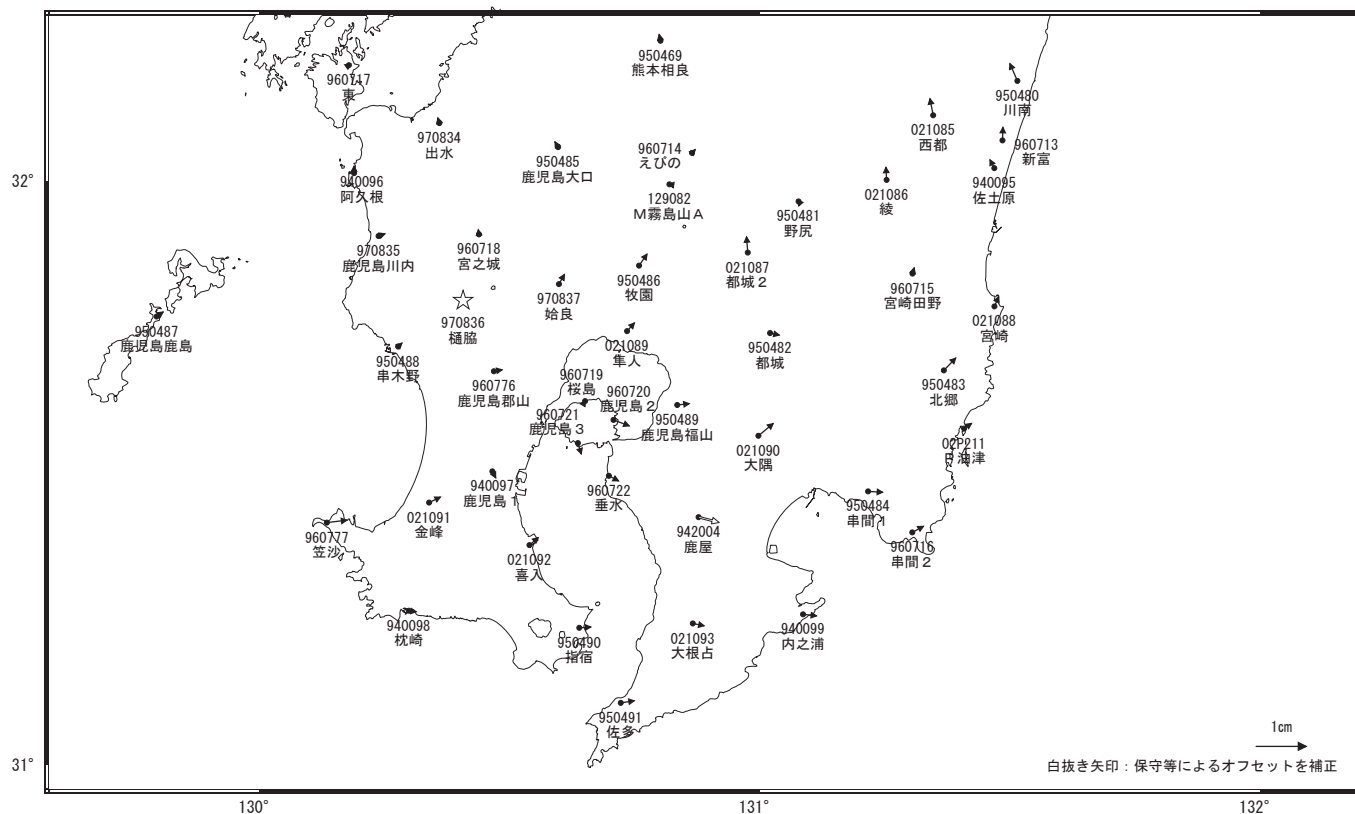 950469
熊本相良
960717
東
950480
川南
021085
西都
970834
出水
960713
新富
960714
えびの
950485
鹿児島大口
940096
阿久根
940095
佐土原
129082
Ｍ霧島山Ａ
021086
綾
950481
野尻
970835
鹿児島川内
960718
宮之城
021087
都城２
950486
牧園
960715
宮崎田野
970837
姶良
970836
樋脇
950487
鹿児島鹿島
021088
宮崎
021089
隼人
950482
都城
950488
串木野
960776
鹿児島郡山
960719
桜島
960720
鹿児島２
950483
北郷
960721
鹿児島３
950489
鹿児島福山
021090
大隅
02P211
Ｐ油津
940097
鹿児島１
960722
垂水
950484
串間１
021091
金峰
942004
鹿屋
960777
笠沙
960716
串間２
021092
喜入
940098
枕崎
950490
指宿
021093
大根占
940099
内之浦
950491
佐多
32°
31°
130°
131°
132°
1cm
白抜き矢印：保守等によるオフセットを補正